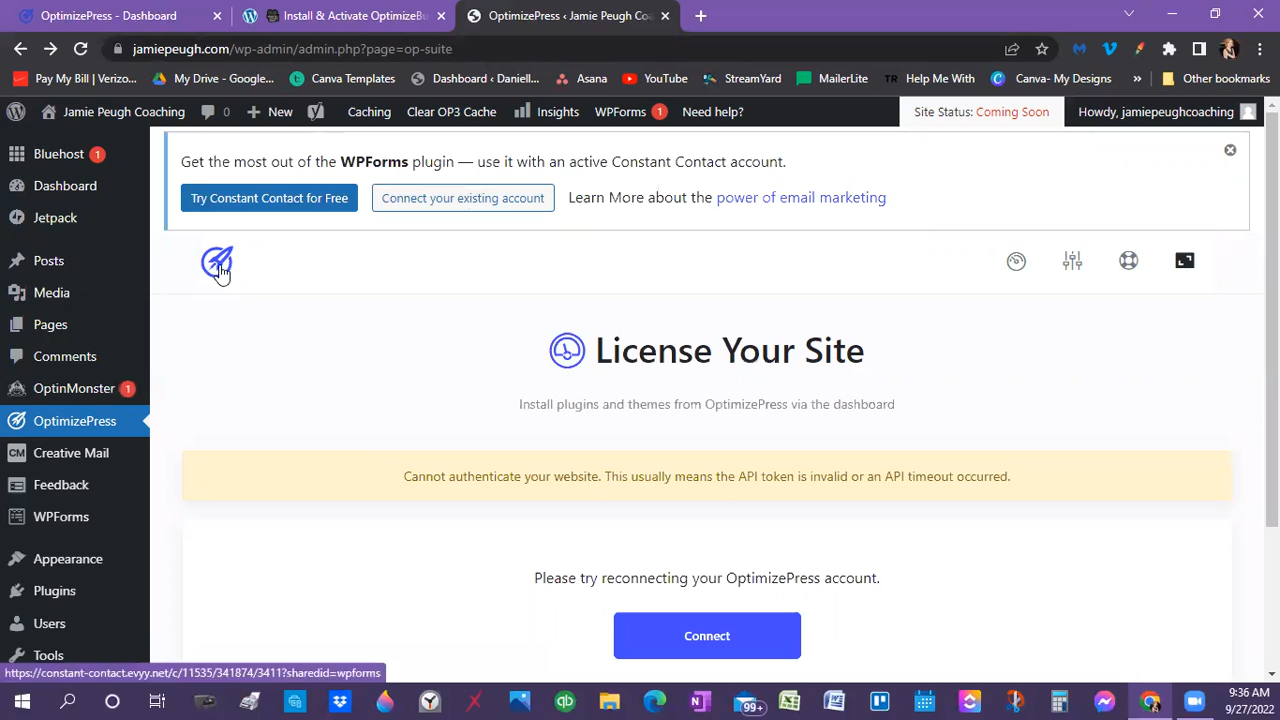 OptimizePress - Dashboard
Install & Activate OptimizeBu
OptimizePress ‹ Jamie Peugh Coa
jamiepeugh.com/wp-admin/admin.php?page=op-suite
Pay My Bill | Verizo...
My Drive - Google...
Canva Templates
Dashboard ‹ Daniell...
Asana
YouTube
StreamYard
MailerLite
TR
Help Me With
Canva- My Designs
»
Other bookmarks
Jamie Peugh Coaching
0
New
Caching
Clear OP3 Cache
Insights
WPForms 1
Need help?
Site Status: Coming Soon
Howdy, jamiepeughcoaching
Bluehost 1
Dashboard
Jetpack
Posts
Media
Pages
Comments
OptinMonster 1
OptimizePress
CM Creative Mail
Feedback
WPForms
Appearance
Plugins
Users
Tools
Get the most out of the WPForms plugin — use it with an active Constant Contact account.
Try Constant Contact for Free
Connect your existing account
Learn More about the power of email marketing
License Your Site
Install plugins and themes from OptimizePress via the dashboard
Cannot authenticate your website. This usually means the API token is invalid or an API timeout occurred.
Please try reconnecting your OptimizePress account.
Connect
https://constant-contact.evyy.net/c/11535/341874/3411?sharedid=wpforms
99+
9:36 AM
9/27/2022